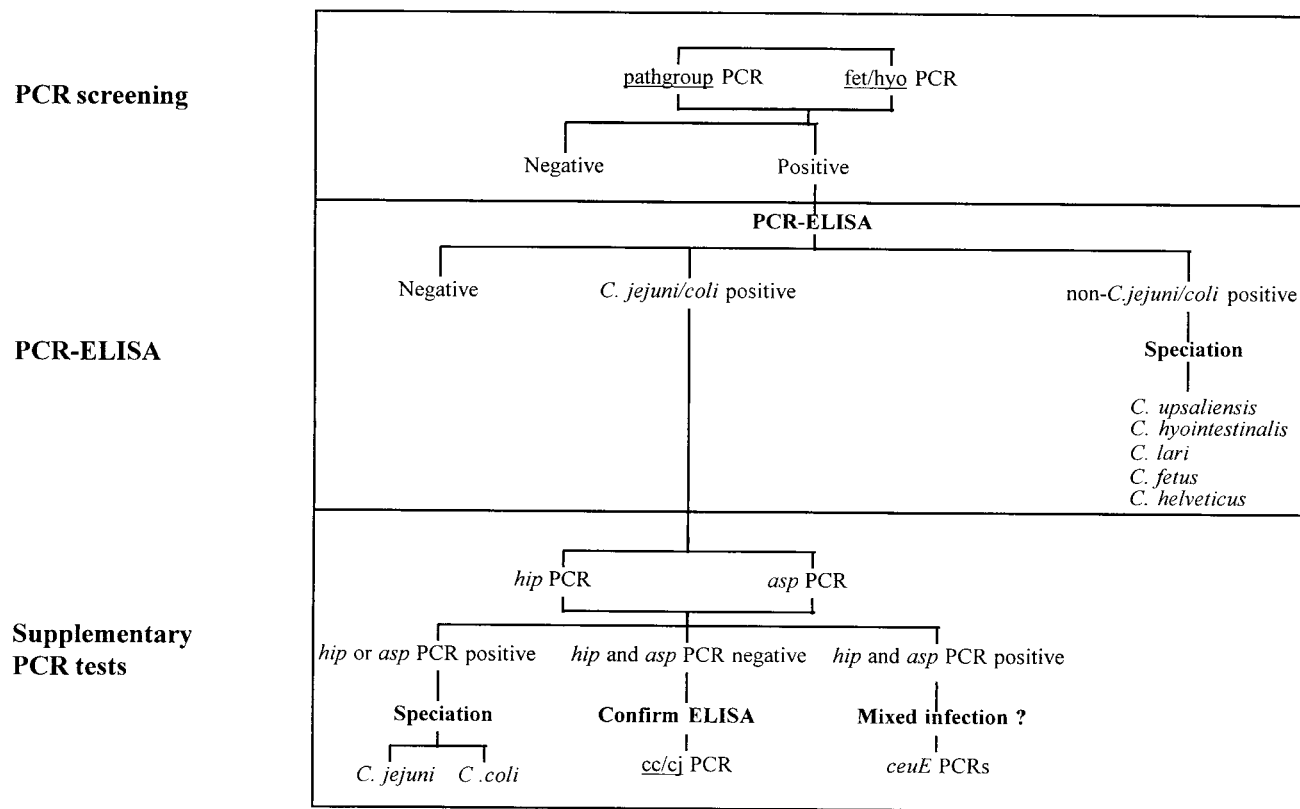 PCR screening
pathgroup PCR
fet/hyo PCR
Negative
Positive
PCR-ELISA
PCR-ELISA
Negative
C. jejuni/coli positive
non-C.jejuni/coli positive
Speciation
C. upsaliensis
C. hyointestinalis
C. lari
C. fetus
C. helveticus
Supplementary
PCR tests
hip PCR
asp PCR
hip or asp PCR positive
hip and asp PCR negative
hip and asp PCR positive
Speciation
Confirm ELISA
Mixed infection ?
C. jejuni
C .coli
cc/cj PCR
ceuE PCRs